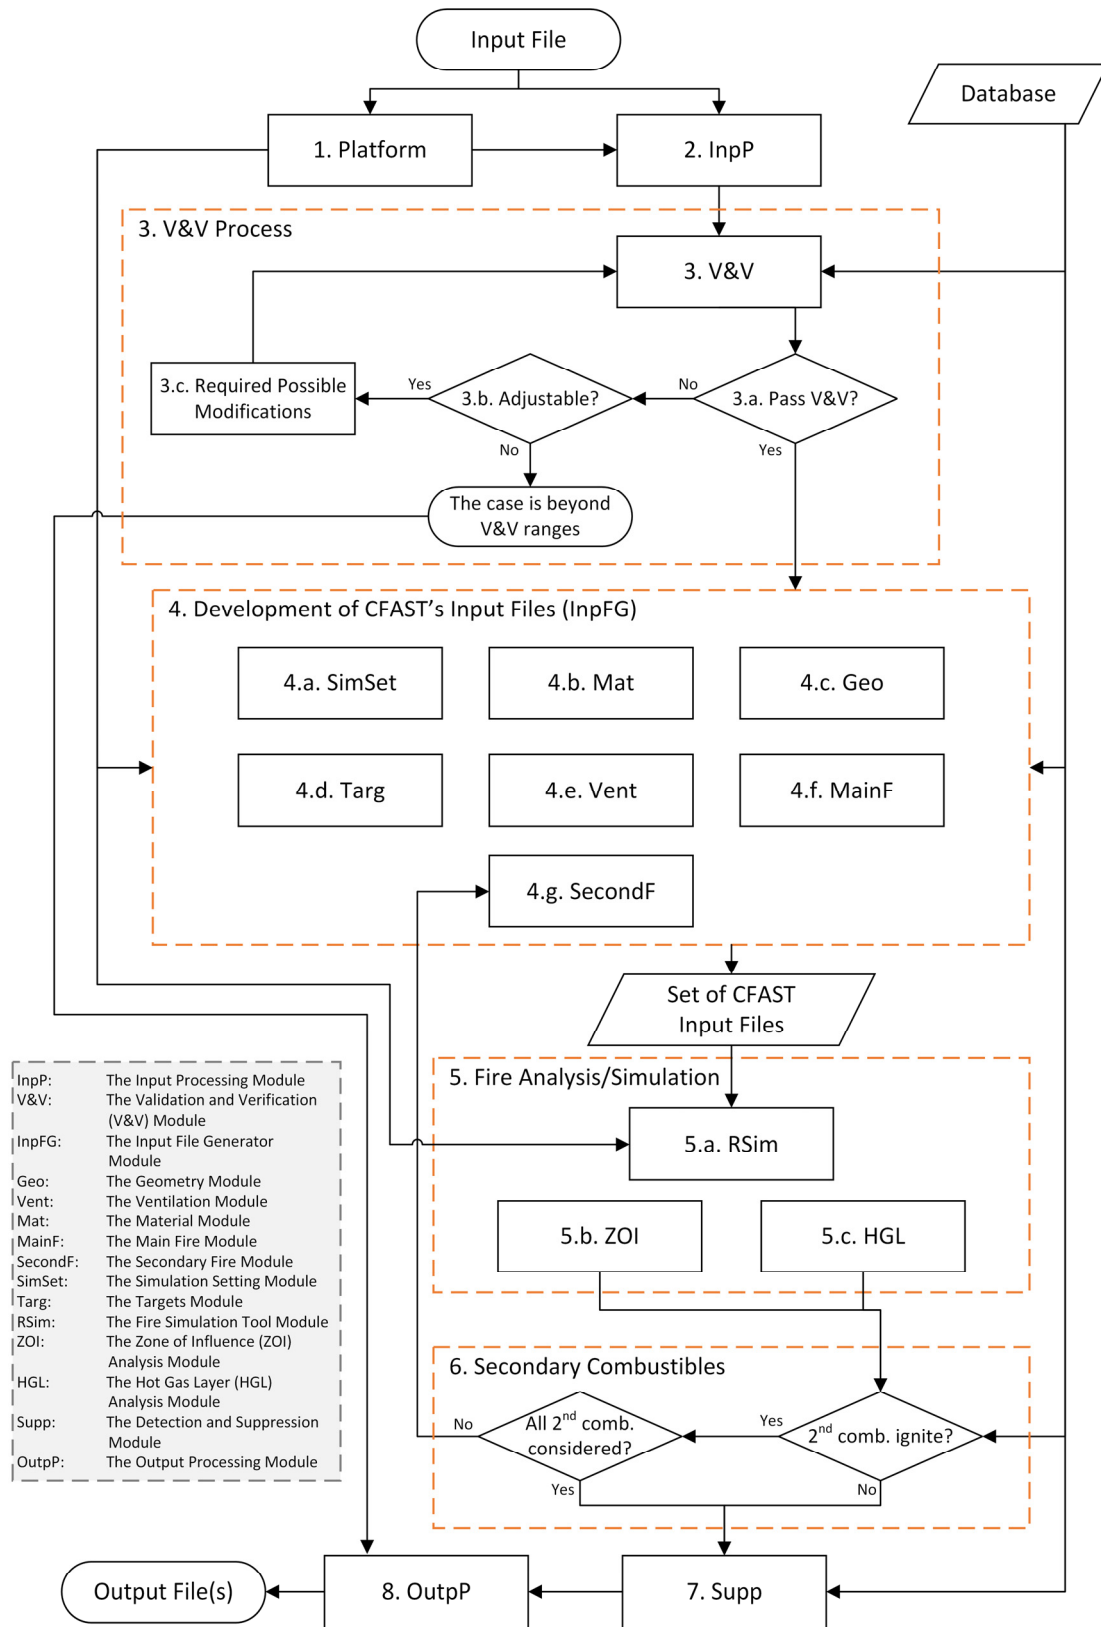 Input File
Database
1. Platform
2. InpP
3. V&V Process
3. V&V
3.c. Required Possible
Modifications
Yes
3.b. Adjustable?
No
3.a. Pass V&V?
No
Yes
The case is beyond
V&V ranges
4. Development of CFAST's Input Files (InpFG)
4.a. SimSet
4.b. Mat
4.c. Geo
4.d. Targ
4.e. Vent
4.f. MainF
4.g. SecondF
Set of CFAST
Input Files
5. Fire Analysis/Simulation
5.a. RSim
5.b. ZOI
5.c. HGL
InpP: The Input Processing Module
V&V: The Validation and Verification
(V&V) Module
InpFG: The Input File Generator
Module
Geo: The Geometry Module
Vent: The Ventilation Module
Mat: The Material Module
MainF: The Main Fire Module
SecondF: The Secondary Fire Module
SimSet: The Simulation Setting Module
Targ: The Targets Module
RSim: The Fire Simulation Tool Module
ZOI: The Zone of Influence (ZOI)
Analysis Module
HGL: The Hot Gas Layer (HGL)
Analysis Module
Supp: The Detection and Suppression
Module
OutpP: The Output Processing Module
6. Secondary Combustibles
No
All 2nd comb.
considered?
Yes
2nd comb. ignite?
Yes
No
Output File(s)
8. OutpP
7. Supp